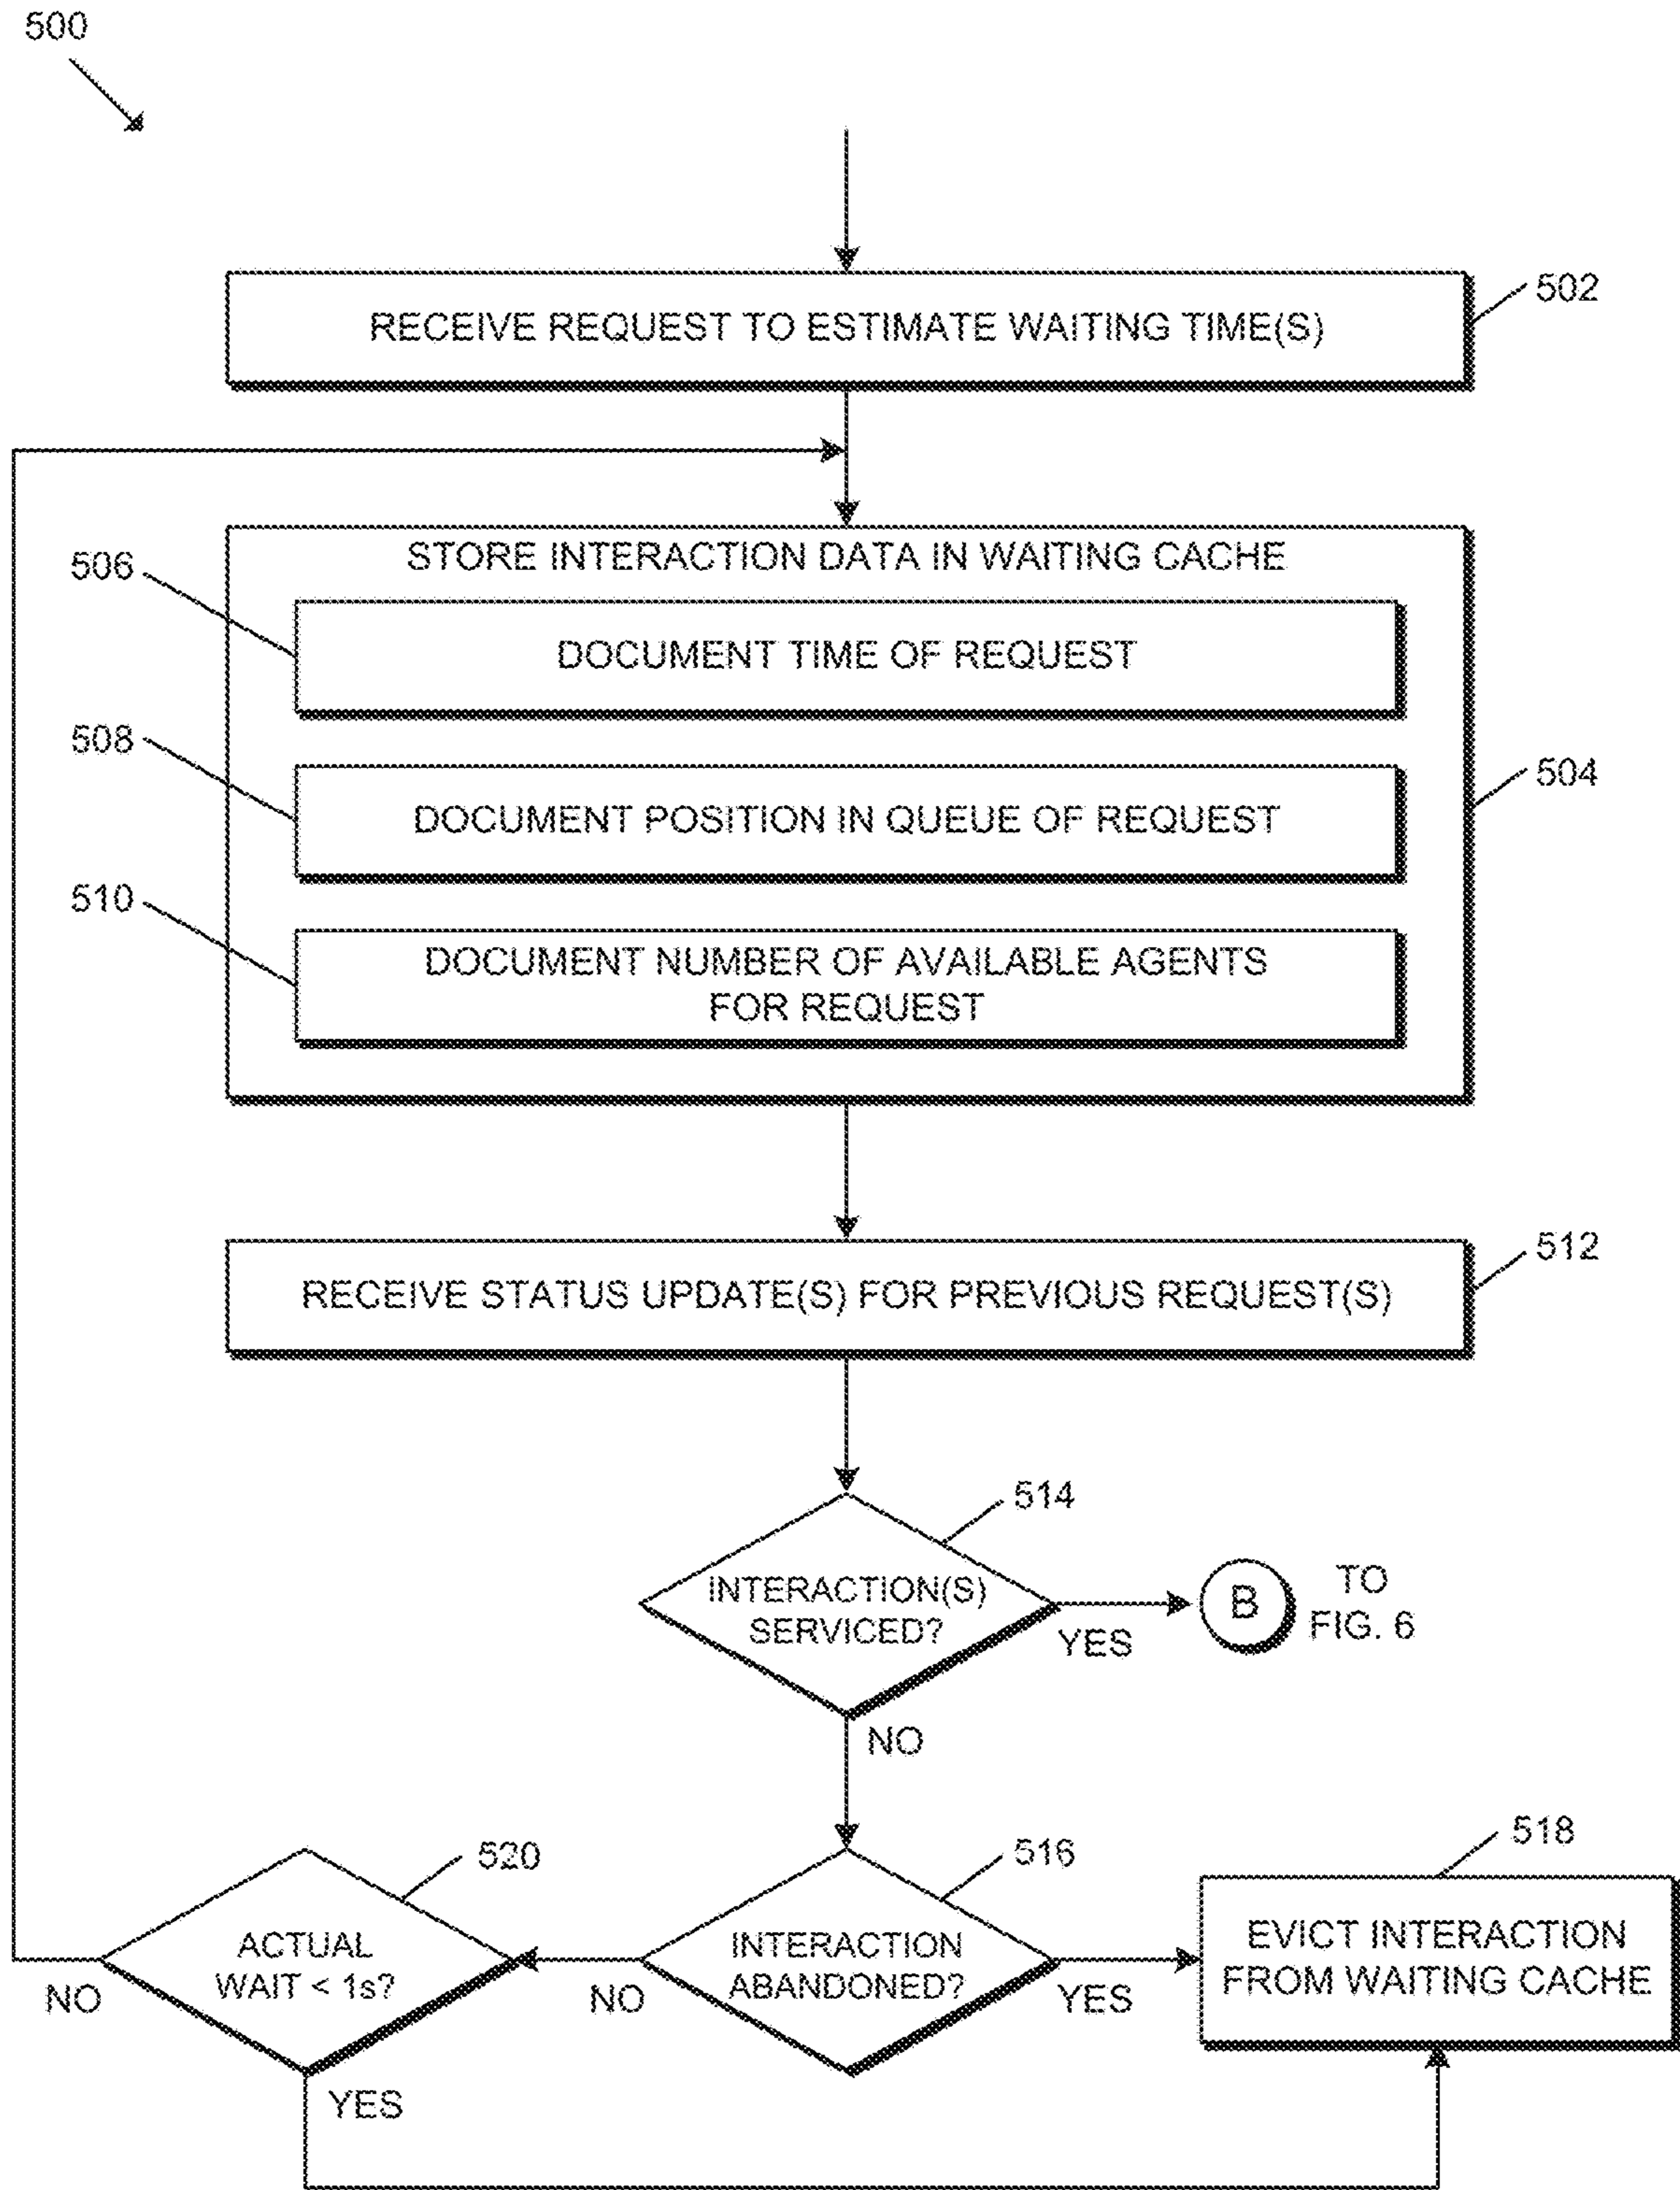 500
502
RECEIVE REQUEST TO ESTIMATE WAITING TIME(S)
STORE INTERACTION DATA IN WAITING CACHE
506
DOCUMENT TIME OF REQUEST
508
504
DOCUMENT POSITION IN QUEUE OF REQUEST
510
DOCUMENT NUMBER OF AVAILABLE AGENTS
FOR REQUEST
512
RECEIVE STATUS UPDATE(S) FOR PREVIOUS REQUEST(S)
514
INTERACTION(S)
SERVICED?
YES
B
TO
FIG. 6
NO
520
516
518
ACTUAL
WAIT < 1s?
NO
INTERACTION
ABANDONED?
NO
YES
EVICT INTERACTION
FROM WAITING CACHE
YES